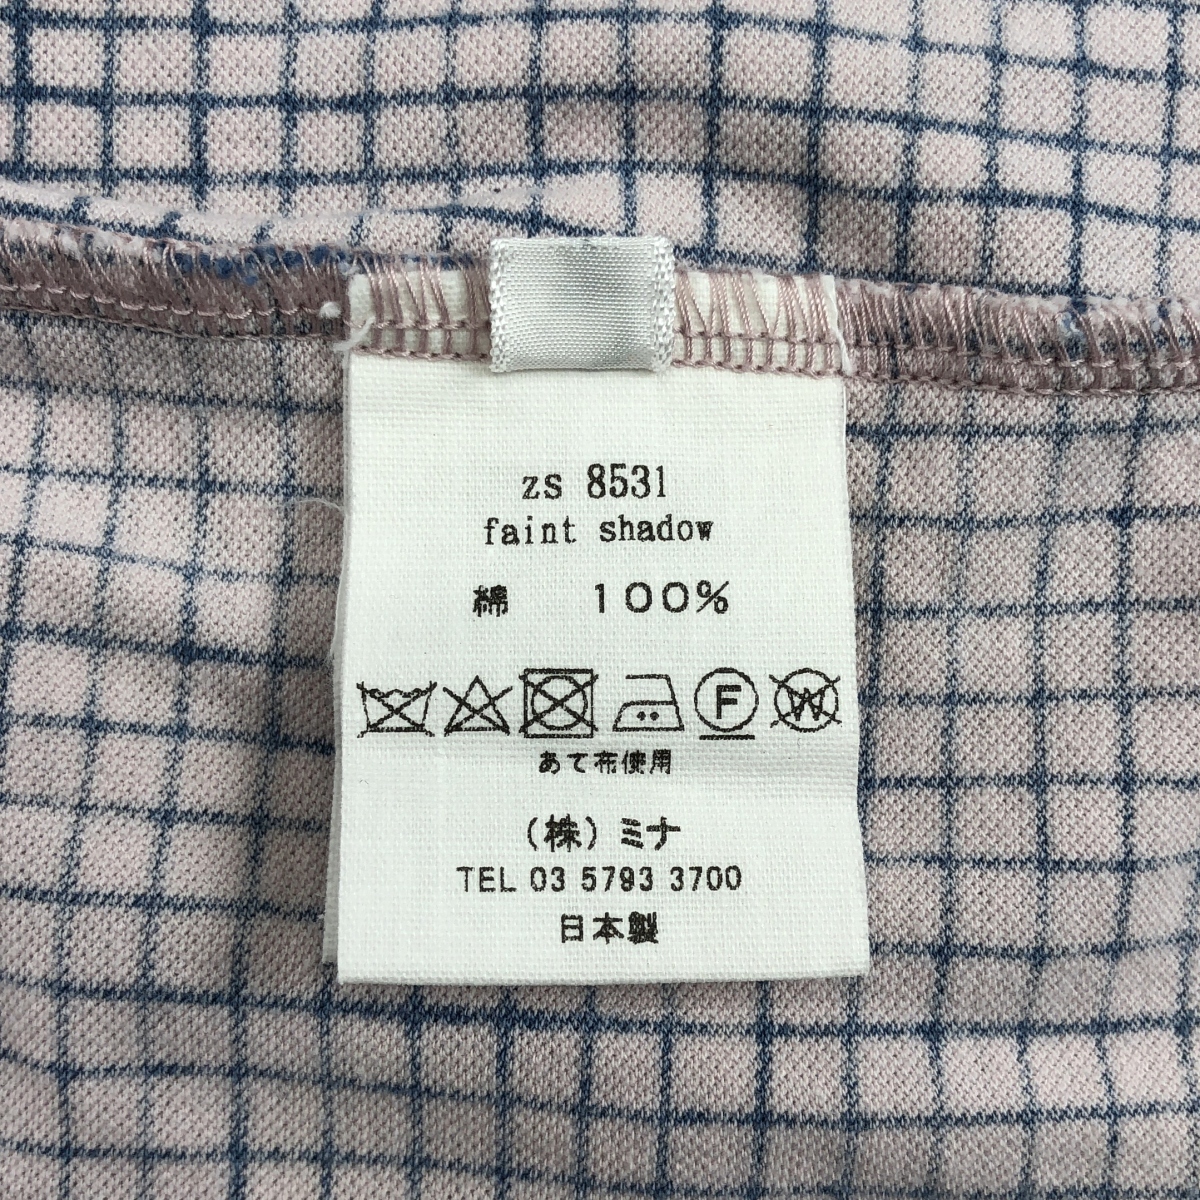 zs 8531
faint shadow
綿 100%
F W
あて布使用
(株)ミナ
TEL 03 5793 3700
日本製